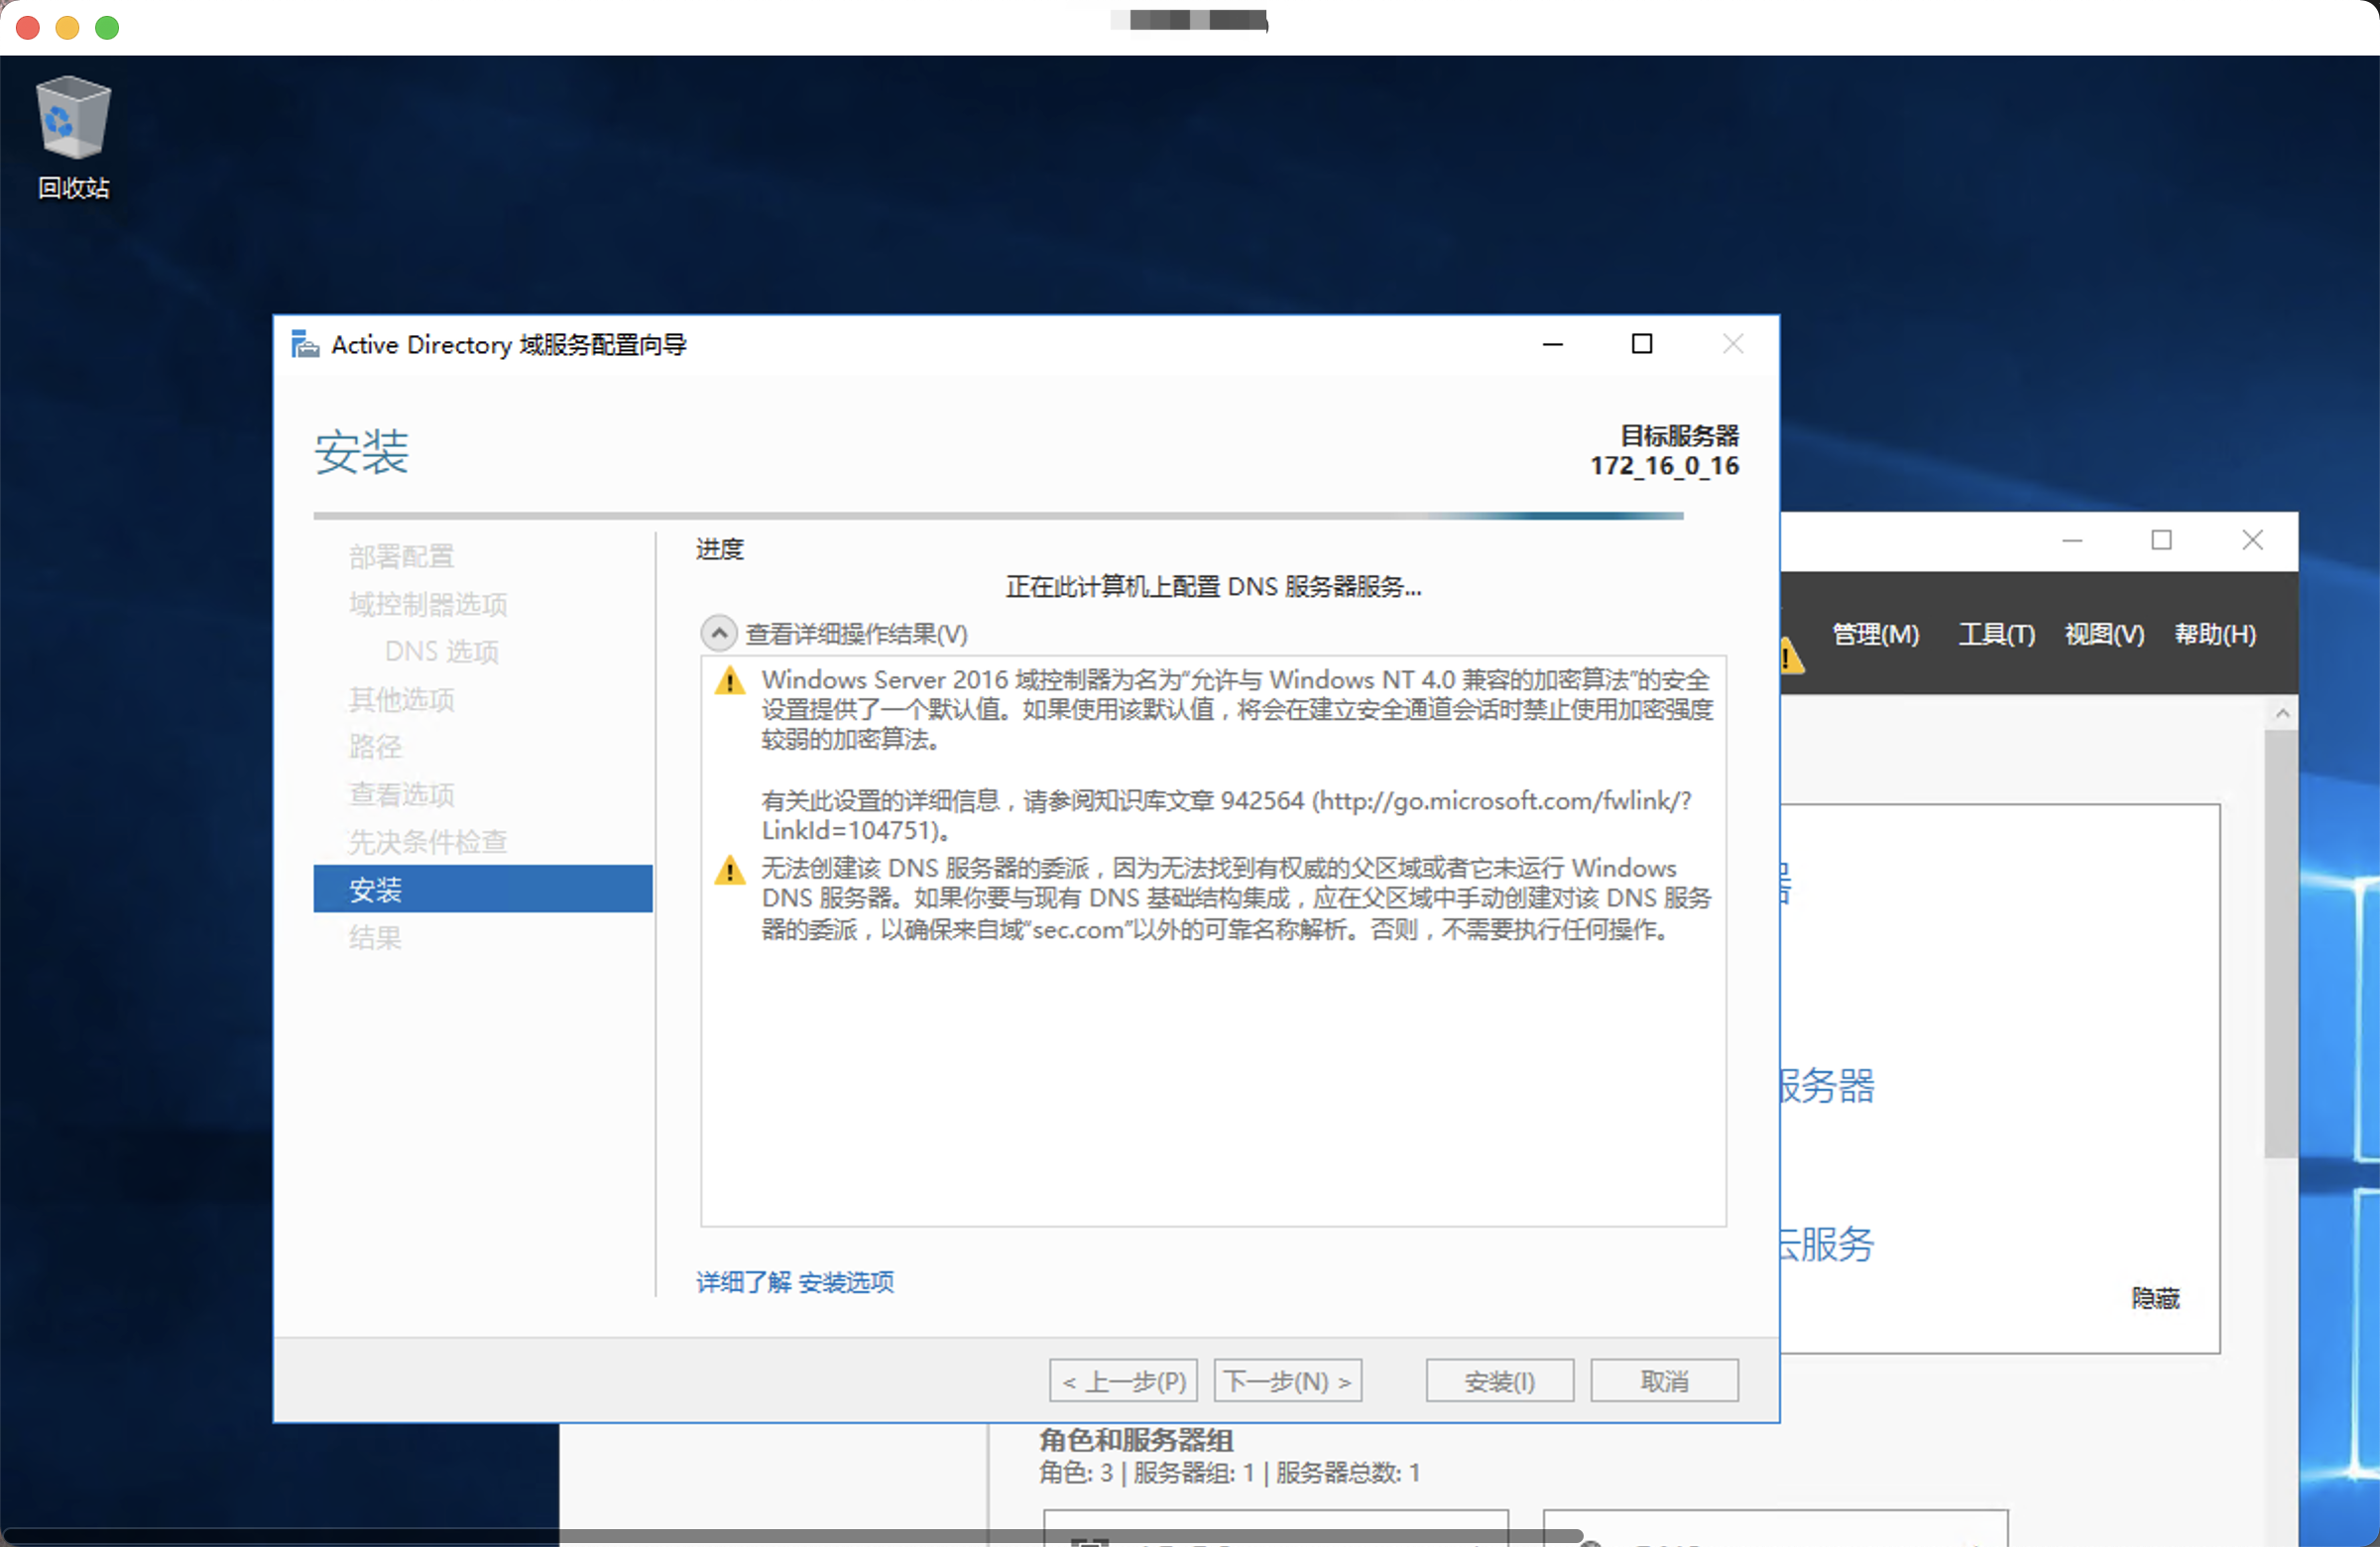 回收站
Active Directory 域服务配置向导
安装
目标服务器
172_16_0_16
部署配置
域控制器选项
DNS 选项
其他选项
路径
查看选项
先决条件检查
安装
结果
进度
正在此计算机上配置 DNS 服务器服务...
查看详细操作结果(V)
Windows Server 2016 域控制器为名为“允许与 Windows NT 4.0 兼容的加密算法”的安全
设置提供了一个默认值。如果使用该默认值，将会在建立安全通道会话时禁止使用加密强度
较弱的加密算法。
有关此设置的详细信息，请参阅知识库文章 942564 (http://go.microsoft.com/fwlink/?
LinkId=104751)。
无法创建该 DNS 服务器的委派，因为无法找到有权威的父区域或者它未运行 Windows
DNS 服务器。如果你要与现有 DNS 基础结构集成，应在父区域中手动创建对该 DNS 服务
器的委派，以确保来自域“sec.com”以外的可靠名称解析。否则，不需要执行任何操作。
详细了解 安装选项
< 上一步(P)
下一步(N) >
安装(I)
取消
管理(M)
工具(T)
视图(V)
帮助(H)
服务器
云服务
隐藏
角色和服务器组
角色: 3 | 服务器组: 1 | 服务器总数: 1